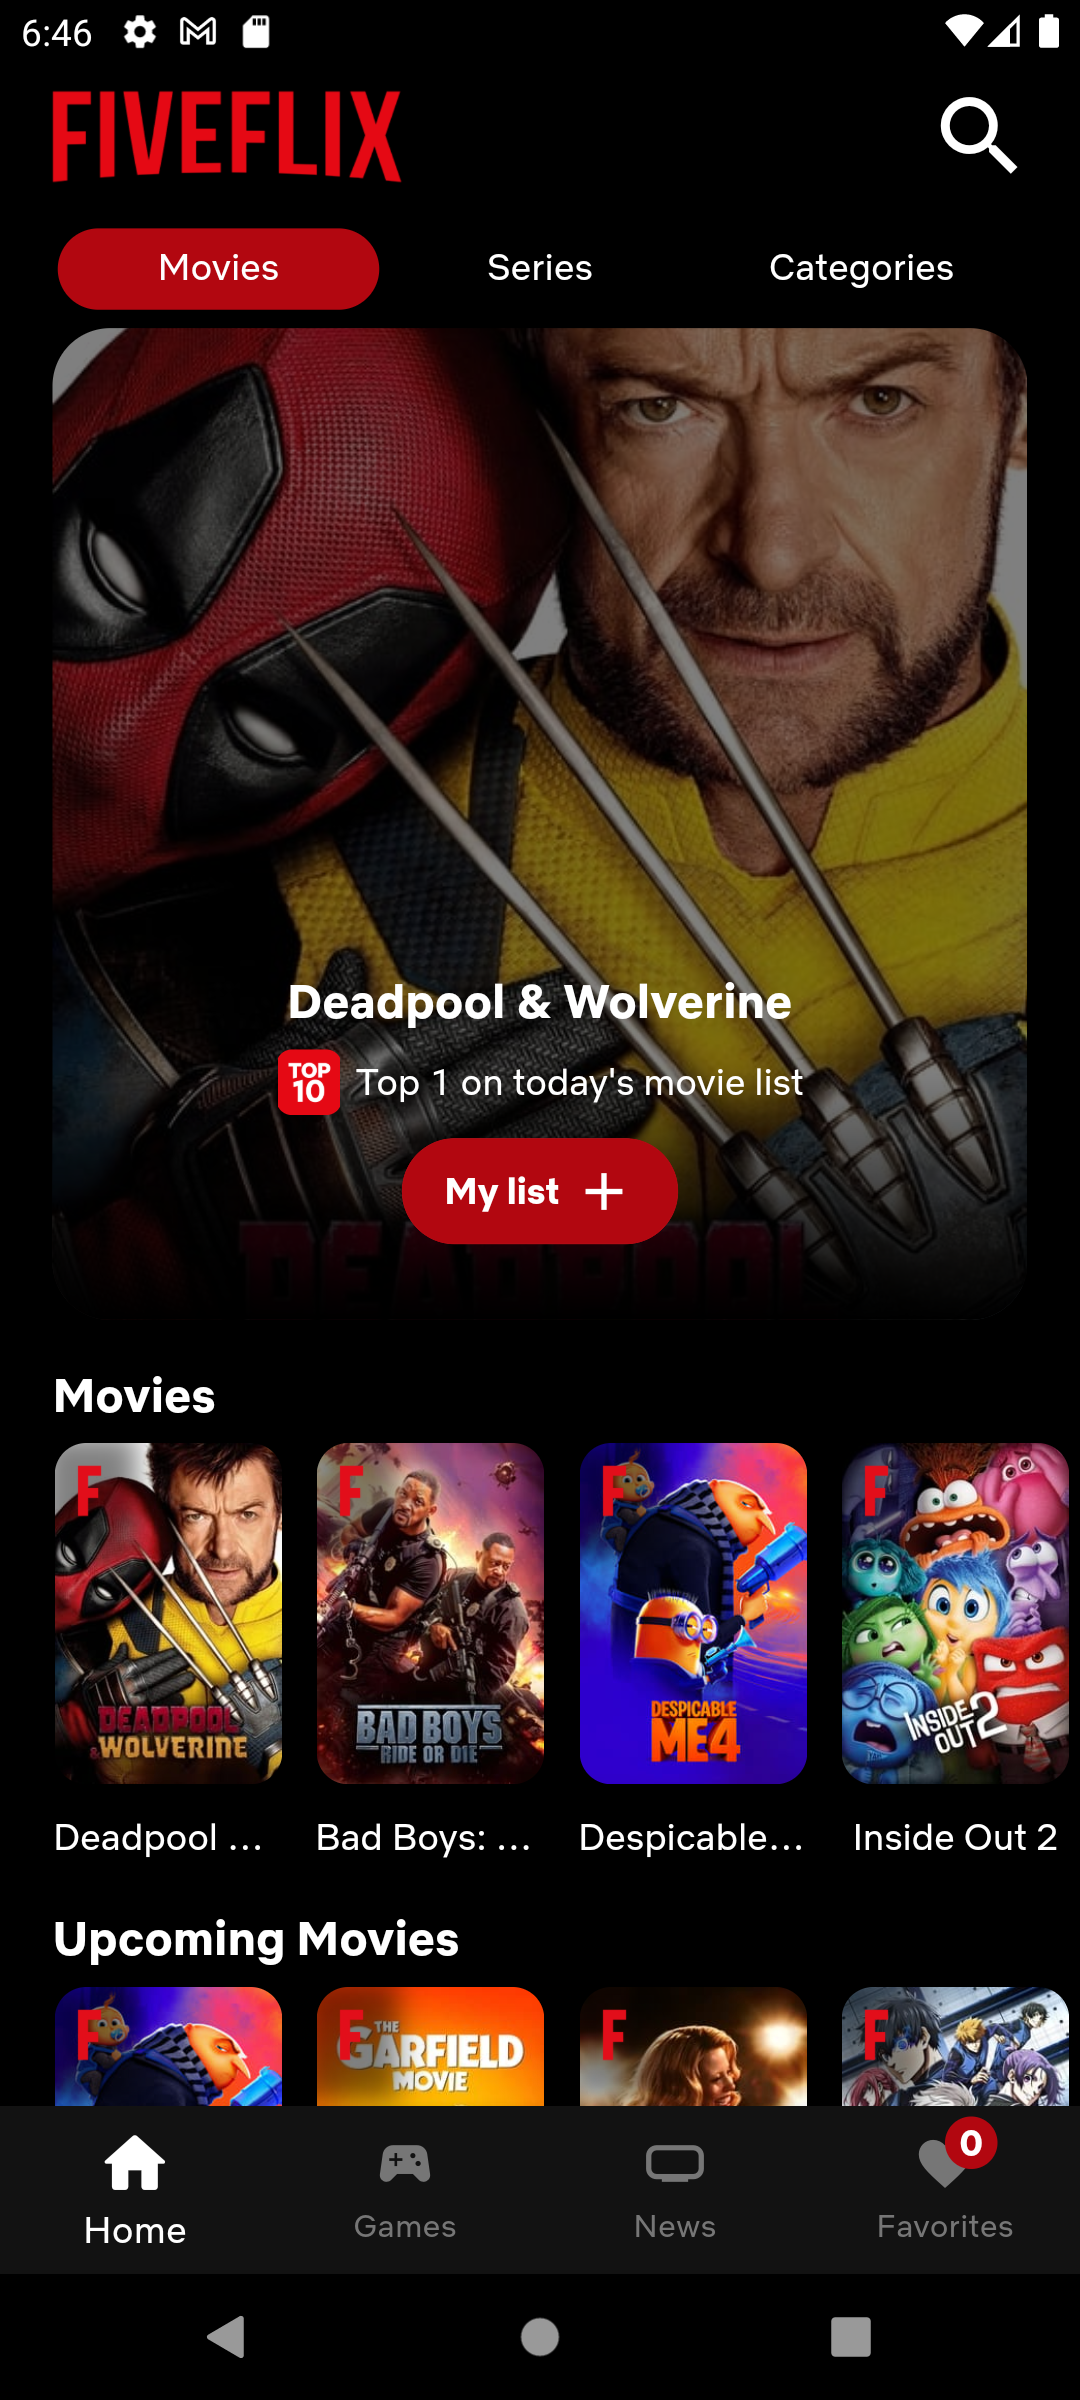 6:46
FIVEFLIX
Movies
Series
Categories
Deadpool & Wolverine
TOP
10
Top 1 on today's movie list
My list
DEADPOOL
Movies
F
DEADPOOL
& WOLVERINE
F
BAD BOYS
RIDE OR DIE
F
DESPICABLE
ME4
F
INSIDE
OUT 2
Deadpool ...
Bad Boys: ...
Despicable...
Inside Out 2
Upcoming Movies
F
F
THE
GARFIELD
MOVIE
F
F
0
Home
Games
News
Favorites